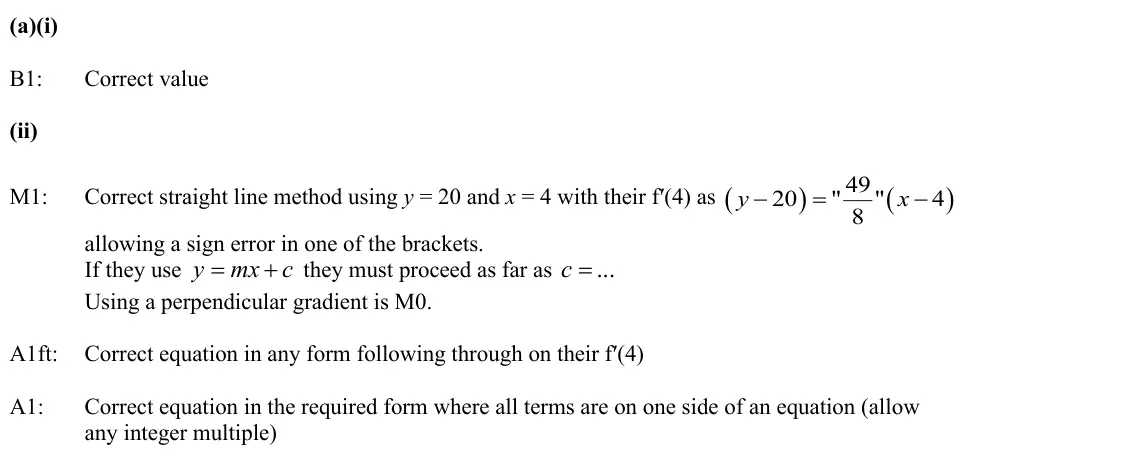 (a)(i)
B1: Correct value
(ii)
M1: Correct straight line method using y = 20 and x = 4 with their f'(4) as (y − 20) = "49/8"(x − 4)
allowing a sign error in one of the brackets.
If they use y = mx + c they must proceed as far as c = ...
Using a perpendicular gradient is M0.
A1ft: Correct equation in any form following through on their f'(4)
A1: Correct equation in the required form where all terms are on one side of an equation (allow
any integer multiple)